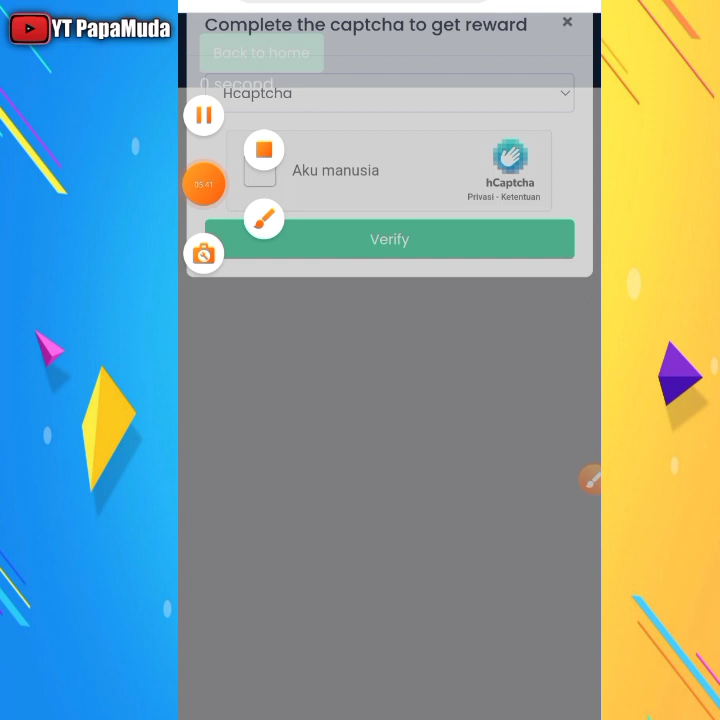 YT PapaMuda
Complete the captcha to get reward
×
Back to home
0 second
Hcaptcha
05:41
Aku manusia
hCaptcha
Privasi - Ketentuan
Verify